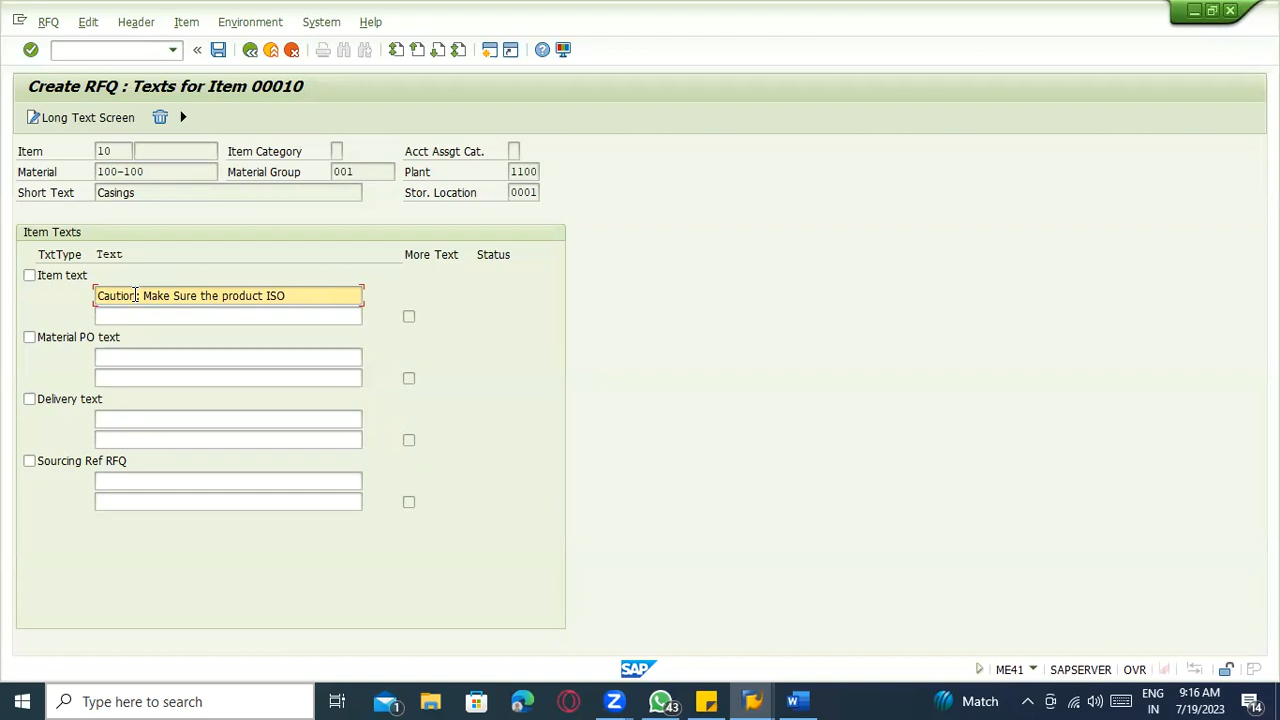 RFQ Edit Header Item Environment System Help
Create RFQ : Texts for Item 00010
Long Text Screen
Item 10 Item Category Acct Assgt Cat.
Material 100-100 Material Group 001 Plant 1100
Short Text Casings Stor. Location 0001
Item Texts
TxtType Text More Text Status
Item text
Caution: Make Sure the product ISO
Material PO text
Delivery text
Sourcing Ref RFQ
SAP
ME41 SAPSERVER OVR
Type here to search
1
43
Match
ENG
IN
9:16 AM
7/19/2023
14